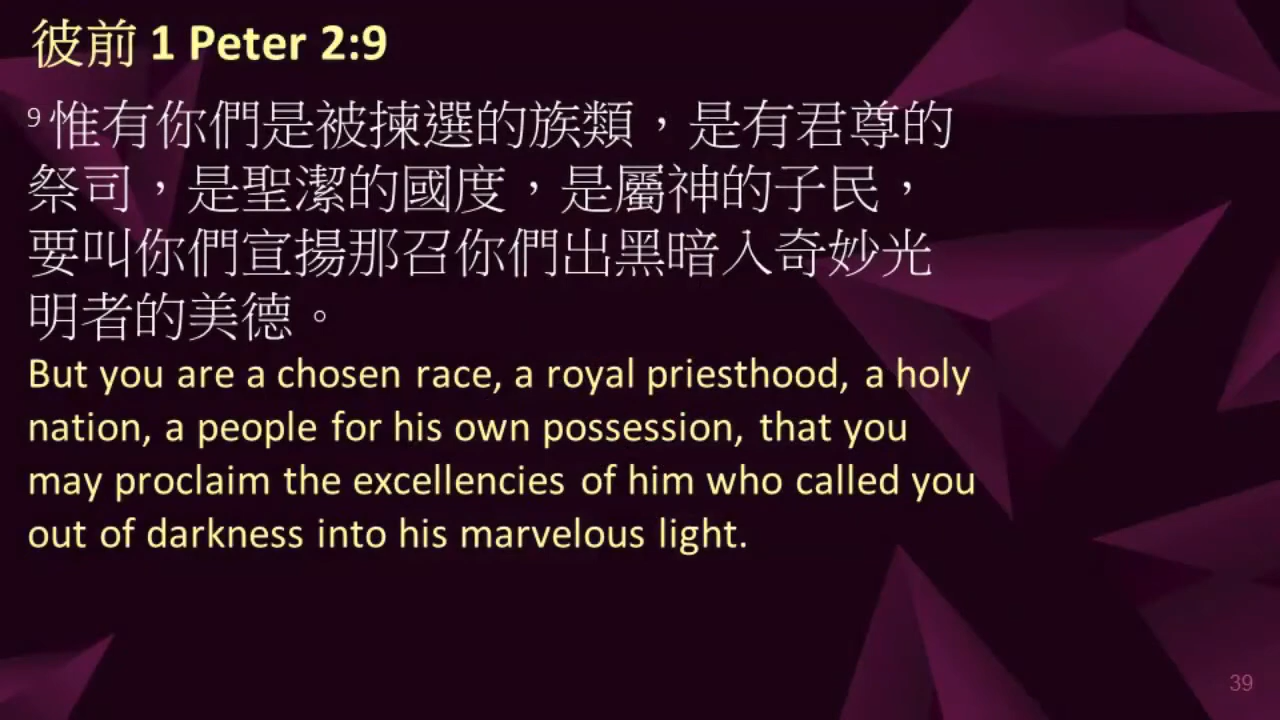 彼前 1 Peter 2:9
9 惟有你們是被揀選的族類，是有君尊的
祭司，是聖潔的國度，是屬神的子民，
要叫你們宣揚那召你們出黑暗入奇妙光
明者的美德。
But you are a chosen race, a royal priesthood, a holy
nation, a people for his own possession, that you
may proclaim the excellencies of him who called you
out of darkness into his marvelous light.
39